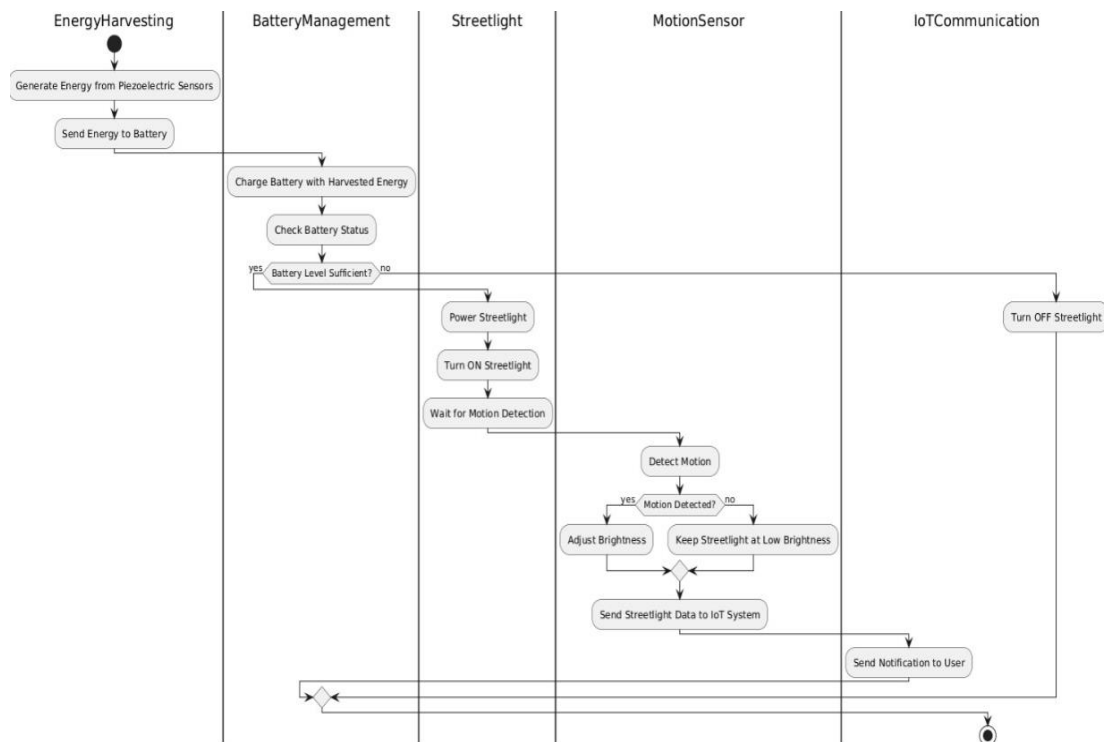 EnergyHarvesting
BatteryManagement
Streetlight
MotionSensor
IoTCommunication
Generate Energy from Piezoelectric Sensors
Send Energy to Battery
Charge Battery with Harvested Energy
Check Battery Status
yes
Battery Level Sufficient?
no
Power Streetlight
Turn OFF Streetlight
Turn ON Streetlight
Wait for Motion Detection
Detect Motion
yes
Motion Detected?
no
Adjust Brightness
Keep Streetlight at Low Brightness
Send Streetlight Data to IoT System
Send Notification to User